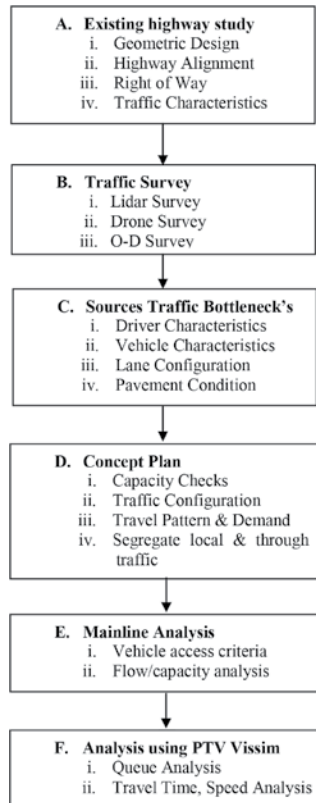 A. Existing highway study
i. Geometric Design
ii. Highway Alignment
iii. Right of Way
iv. Traffic Characteristics
B. Traffic Survey
i. Lidar Survey
ii. Drone Survey
iii. O-D Survey
C. Sources Traffic Bottleneck's
i. Driver Characteristics
ii. Vehicle Characteristics
iii. Lane Configuration
iv. Pavement Condition
D. Concept Plan
i. Capacity Checks
ii. Traffic Configuration
iii. Travel Pattern & Demand
iv. Segregate local & through
traffic
E. Mainline Analysis
i. Vehicle access criteria
ii. Flow/capacity analysis
F. Analysis using PTV Vissim
i. Queue Analysis
ii. Travel Time, Speed Analysis